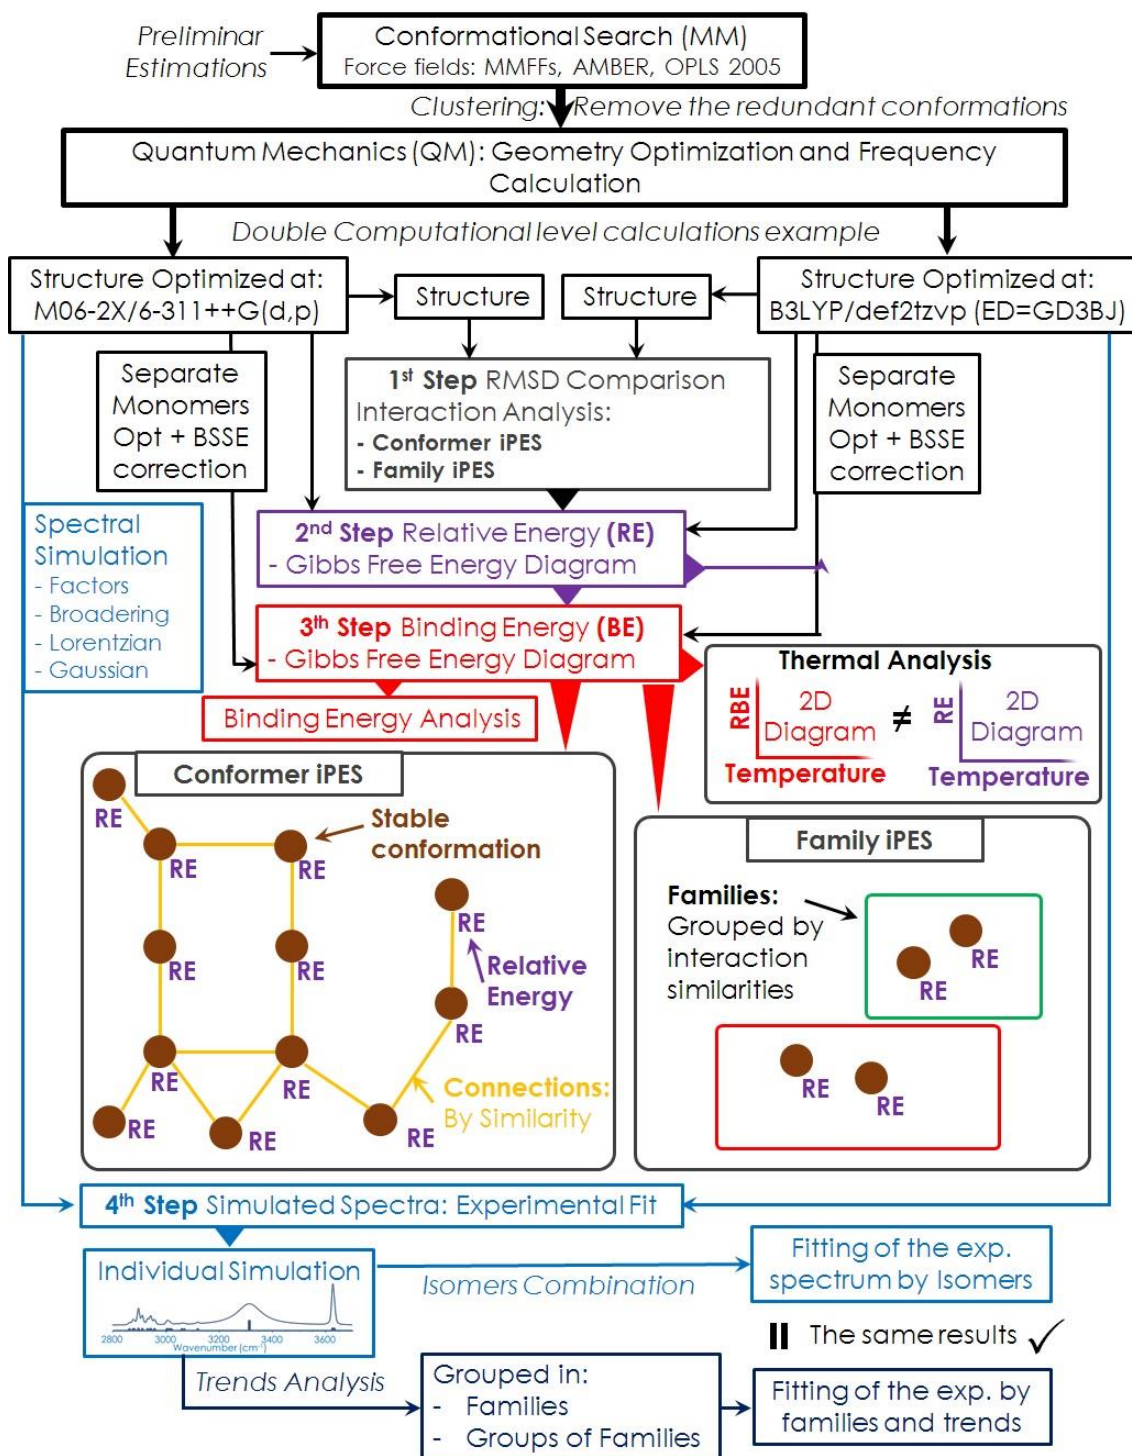 Preliminar
Estimations
Conformational Search (MM)
Force fields: MMFFs, AMBER, OPLS 2005
Clustering: Remove the redundant conformations
Quantum Mechanics (QM): Geometry Optimization and Frequency
Calculation
Double Computational level calculations example
Structure Optimized at:
M06-2X/6-311++G(d,p)
Structure
Structure
Structure Optimized at:
B3LYP/def2tzvp (ED=GD3BJ)
Separate
Monomers
Opt + BSSE
correction
1st Step RMSD Comparison
Interaction Analysis:
- Conformer iPES
- Family iPES
Separate
Monomers
Opt + BSSE
correction
Spectral
Simulation
- Factors
- Broadering
- Lorentzian
- Gaussian
2nd Step Relative Energy (RE)
- Gibbs Free Energy Diagram
3th Step Binding Energy (BE)
- Gibbs Free Energy Diagram
Binding Energy Analysis
Thermal Analysis
RBE
2D
Diagram
Temperature
≠
RE
2D
Diagram
Temperature
Conformer iPES
RE
Stable
conformation
RE
RE
RE
RE
RE
Relative
Energy
RE
RE
RE
Connections:
By Similarity
RE
RE
RE
Family iPES
Families:
Grouped by
interaction
similarities
RE
RE
RE
RE
4th Step Simulated Spectra: Experimental Fit
Individual Simulation
2800 3000 3200 3400 3600
Wavenumber (cm-1)
Isomers Combination
Fitting of the exp.
spectrum by Isomers
The same results ✓
Trends Analysis
Grouped in:
- Families
- Groups of Families
Fitting of the exp. by
families and trends